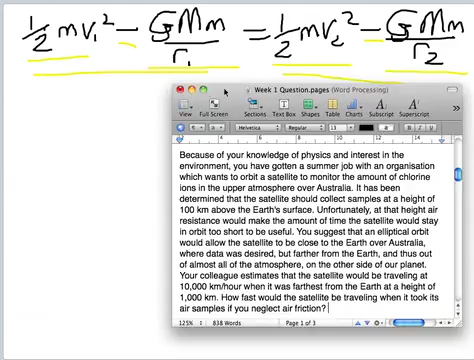 1/2 mv₁² − GMm/r₁ = 1/2 mv₂² − GMm/r₂
Week 1 Question.pages (Word Processing)
View Full Screen Sections Text Box Shapes Table Charts Subscript Superscript
Helvetica Regular 13 a B I U
Because of your knowledge of physics and interest in the
environment, you have gotten a summer job with an organisation
which wants to orbit a satellite to monitor the amount of chlorine
ions in the upper atmosphere over Australia. It has been
determined that the satellite should collect samples at a height of
100 km above the Earth's surface. Unfortunately, at that height air
resistance would make the amount of time the satellite would stay
in orbit too short to be useful. You suggest that an elliptical orbit
would allow the satellite to be close to the Earth over Australia,
where data was desired, but farther from the Earth, and thus out
of almost all of the atmosphere, on the other side of our planet.
Your colleague estimates that the satellite would be traveling at
10,000 km/hour when it was farthest from the Earth at a height of
1,000 km. How fast would the satellite be traveling when it took its
air samples if you neglect air friction?
125% 838 Words Page 1 of 3